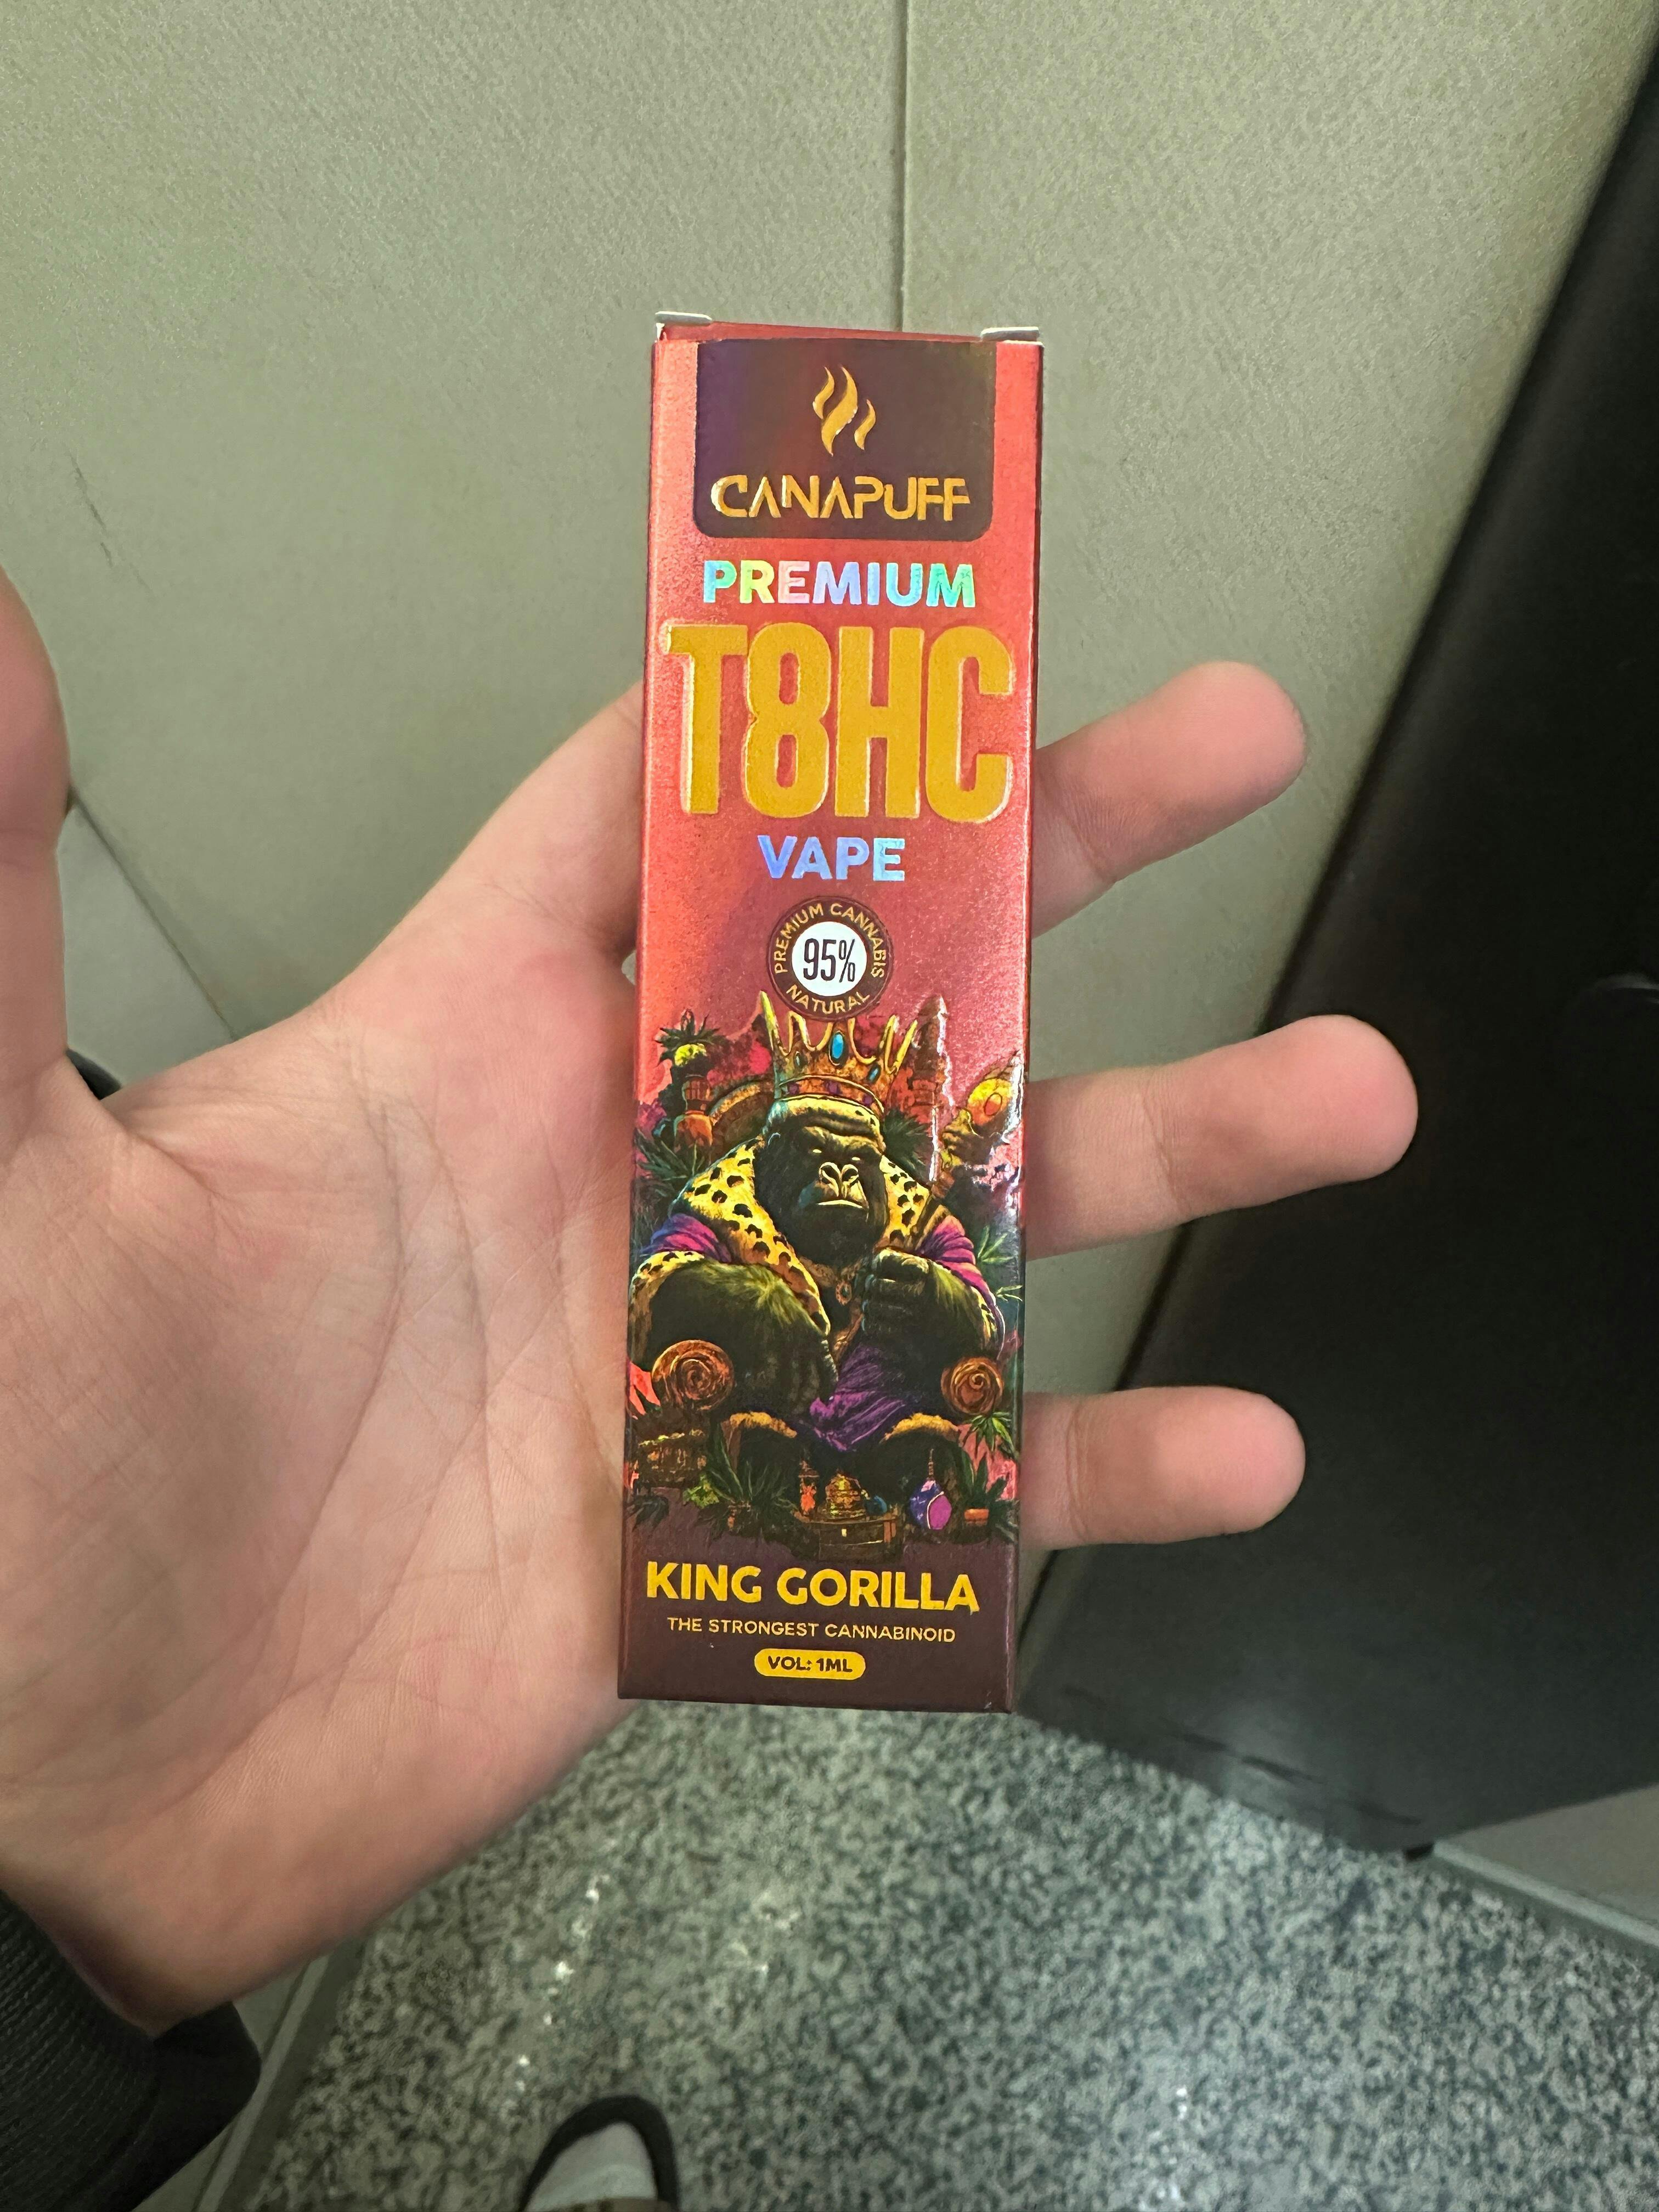 CANAPUFF
PREMIUM
T8HC
VAPE
PREMIUM CANNABIS
95%
NATURAL
KING GORILLA
THE STRONGEST CANNABINOID
VOL: 1ML